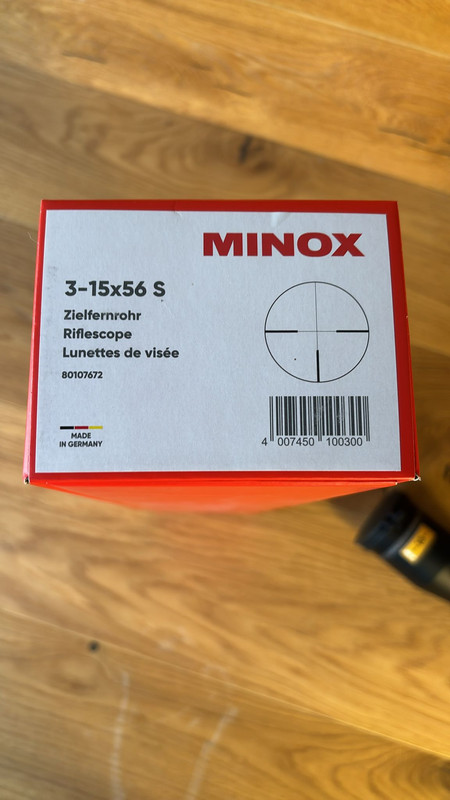 MINOX
3-15x56 S
Zielfernrohr
Riflescope
Lunettes de visée
80107672
MADE
IN GERMANY
4 007450 100300